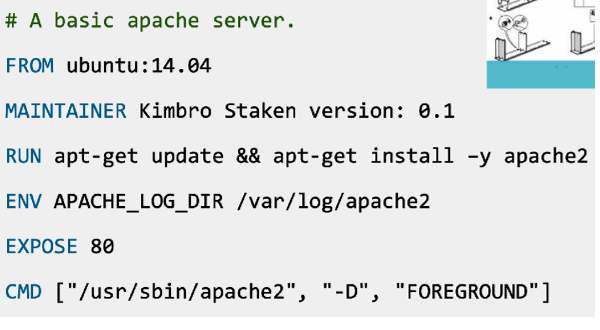 # A basic apache server.
FROM ubuntu:14.04
MAINTAINER Kimbro Staken version: 0.1
RUN apt-get update && apt-get install –y apache2
ENV APACHE_LOG_DIR /var/log/apache2
EXPOSE 80
CMD ["/usr/sbin/apache2", "-D", "FOREGROUND"]